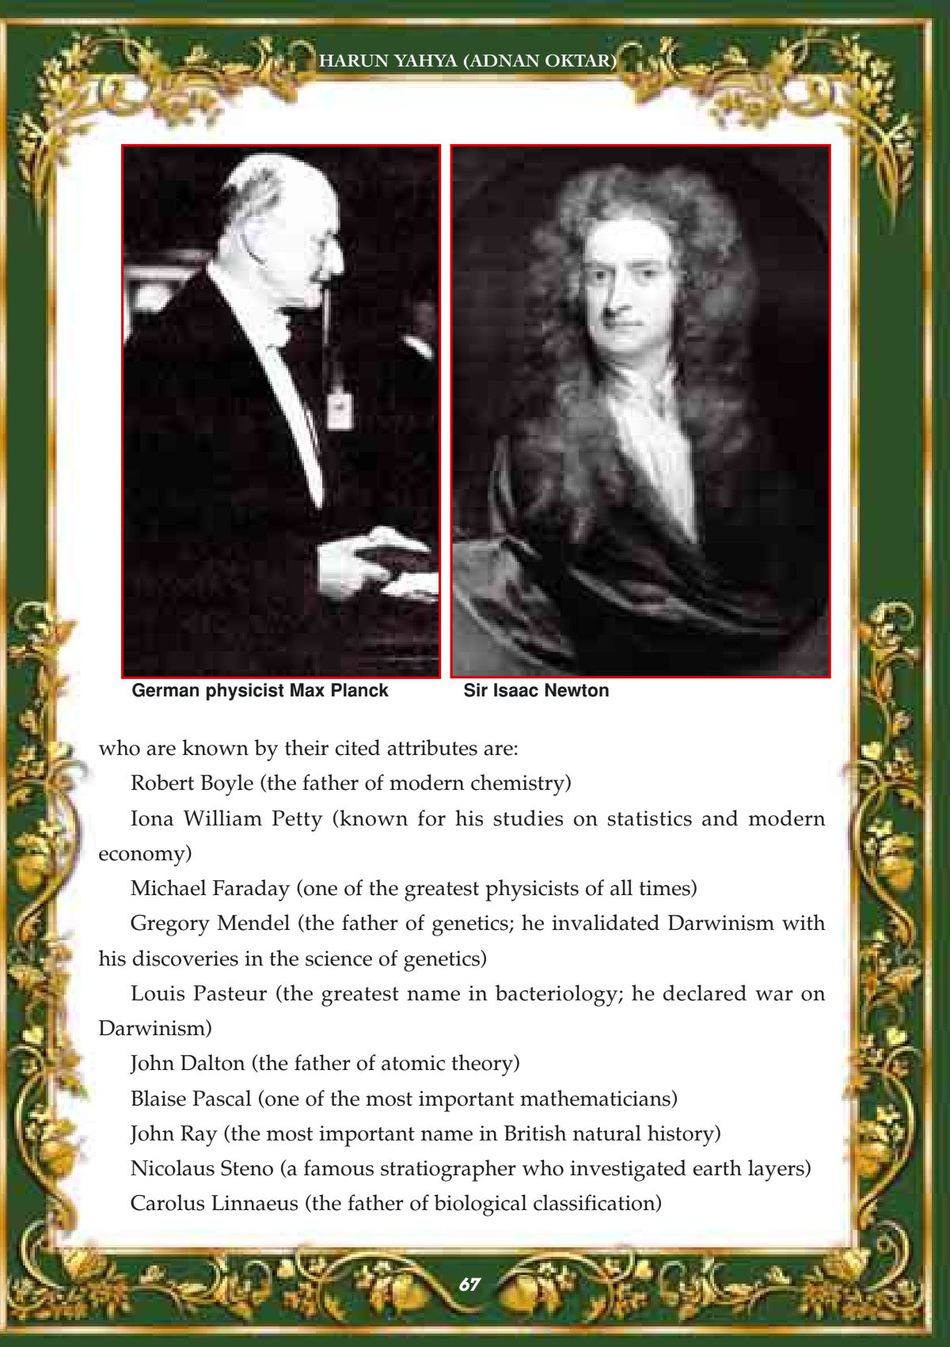 HARUN YAHYA (ADNAN OKTAR)
German physicist Max Planck
Sir Isaac Newton
who are known by their cited attributes are:
Robert Boyle (the father of modern chemistry)
Iona William Petty (known for his studies on statistics and modern
economy)
Michael Faraday (one of the greatest physicists of all times)
Gregory Mendel (the father of genetics; he invalidated Darwinism with
his discoveries in the science of genetics)
Louis Pasteur (the greatest name in bacteriology; he declared war on
Darwinism)
John Dalton (the father of atomic theory)
Blaise Pascal (one of the most important mathematicians)
John Ray (the most important name in British natural history)
Nicolaus Steno (a famous stratiographer who investigated earth layers)
Carolus Linnaeus (the father of biological classification)
67